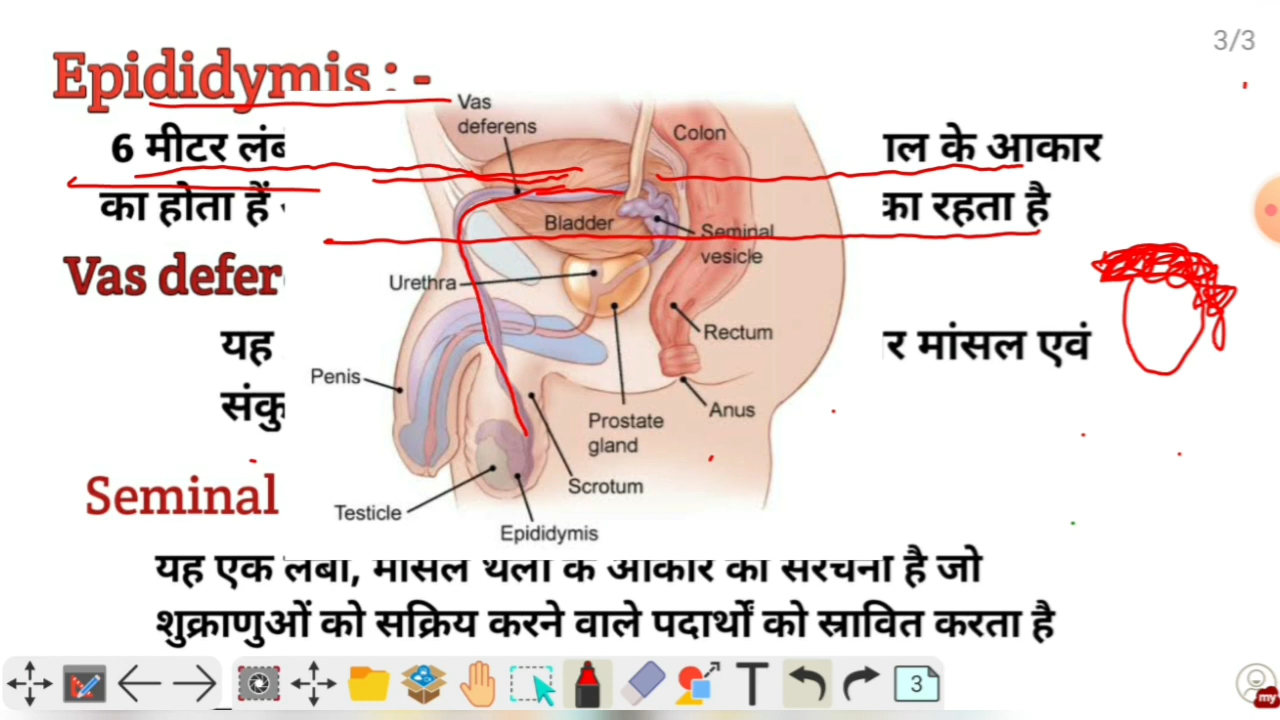 3/3
Epididymis : -
Vas
deferens
Colon
6 मीटर के आकार
का होता हैं का रहता है
Bladder
Seminal
vesicle
Vas
Urethra
यह मांसल एवं
Rectum
Penis
Anus
Prostate
gland
Seminal
Scrotum
Testicle
Epididymis
यह एक लंबी, मांसल थैली के आकार की संरचना है जो
शुक्राणुओं को सक्रिय करने वाले पदार्थों को स्रावित करता है
T
3
my